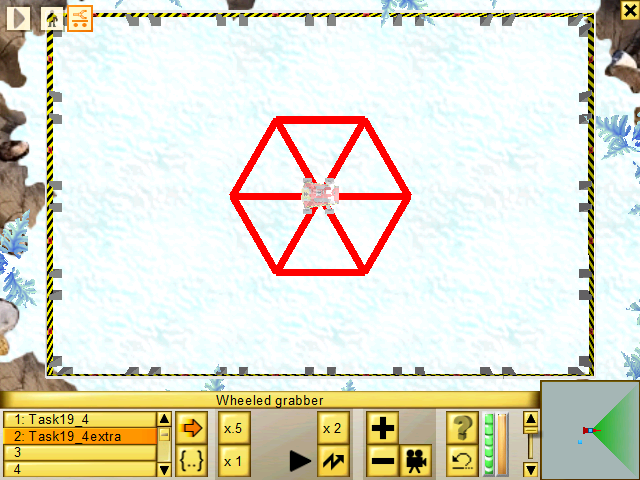 Wheeled grabber
1: Task19_4
2: Task19_4extra
3
4
x.5
x 2
{..}
x 1
?